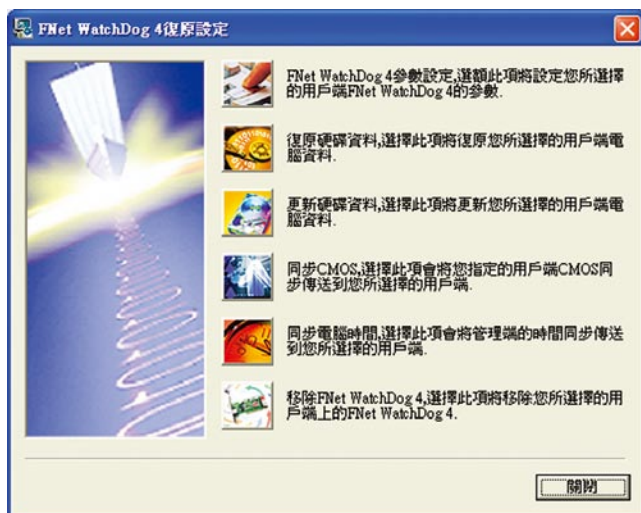 FNet WatchDog 4復原設定
FNet WatchDog 4參數設定,選額此項將設定您所選擇
的用戶端FNet WatchDog 4的參數.
復原硬碟資料,選擇此項將復原您所選擇的用戶端電
腦資料.
更新硬碟資料,選擇此項將更新您所選擇的用戶端電
腦資料.
同步CMOS,選擇此項會將您指定的用戶端CMOS同
步傳送到您所選擇的用戶端.
同步電腦時間,選擇此項會將管理端的時間同步傳送
到您所選擇的用戶端.
移除FNet WatchDog 4,選擇此項將移除您所選擇的用
戶端上的FNet WatchDog 4.
關閉